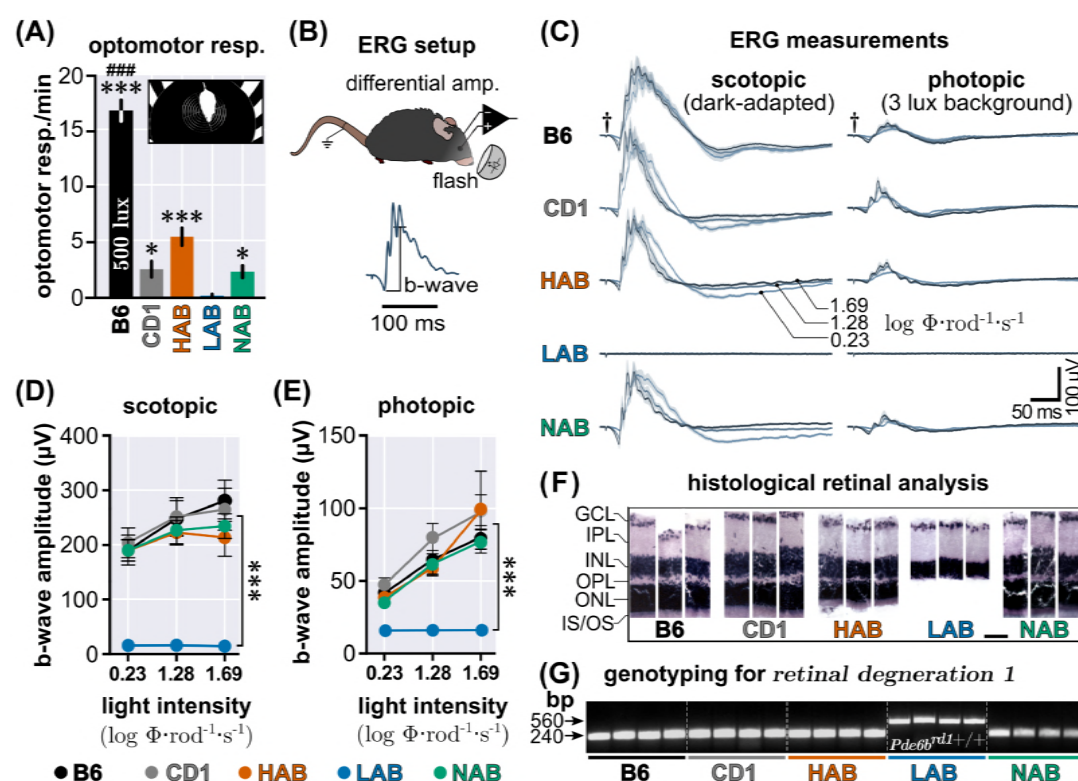 (A)
optomotor resp.
optomotor resp./min
20
15
10
5
0
###
***
*
***
*
500 lux
B6
CD1
HAB
LAB
NAB
(B)
ERG setup
differential amp.
+
flash
b-wave
100 ms
(C)
ERG measurements
scotopic
(dark-adapted)
photopic
(3 lux background)
†
†
B6
CD1
HAB
1.69
1.28
0.23
log Φ·rod⁻¹·s⁻¹
LAB
NAB
50 ms
100 µV
(D)
scotopic
b-wave amplitude (µV)
400
300
200
100
0
***
0.23 1.28 1.69
light intensity
(log Φ·rod⁻¹·s⁻¹)
(E)
photopic
b-wave amplitude (µV)
150
100
50
0
***
0.23 1.28 1.69
light intensity
(log Φ·rod⁻¹·s⁻¹)
B6 CD1 HAB LAB NAB
(F)
histological retinal analysis
GCL
IPL
INL
OPL
ONL
IS/OS
B6 CD1 HAB LAB NAB
(G)
genotyping for retinal degneration 1
bp
560
240
Pde6b^rd1+/+
B6 CD1 HAB LAB NAB